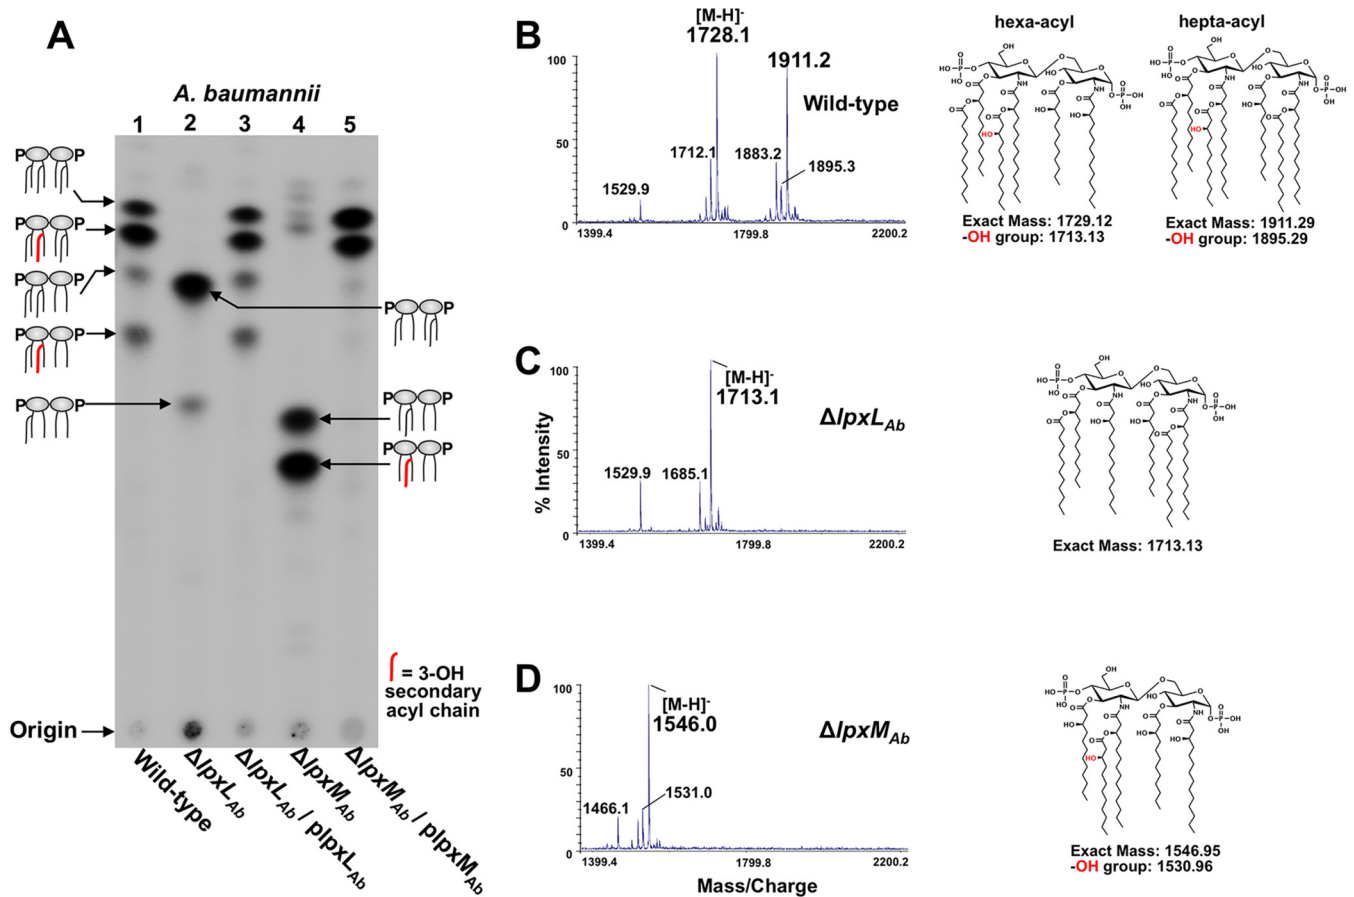 A
A. baumannii
1 2 3 4 5
P P
P P
P P
P P
P P
P P
P P
P P
= 3-OH
secondary
acyl chain
Origin
Wild-type
ΔlpxLAb
ΔlpxLAb / plpxLAb
ΔlpxMAb
ΔlpxMAb / plpxMAb
B
[M-H]-
1728.1
1911.2
Wild-type
1712.1
1883.2
1895.3
1529.9
100
50
0
1399.4 1799.8 2200.2
hexa-acyl
Exact Mass: 1729.12
-OH group: 1713.13
hepta-acyl
Exact Mass: 1911.29
-OH group: 1895.29
C
[M-H]-
1713.1
ΔlpxLAb
1529.9
1685.1
100
50
0
% Intensity
1399.4 1799.8 2200.2
Exact Mass: 1713.13
D
[M-H]-
1546.0
ΔlpxMAb
1531.0
1466.1
100
50
0
1399.4 1799.8 2200.2
Mass/Charge
Exact Mass: 1546.95
-OH group: 1530.96